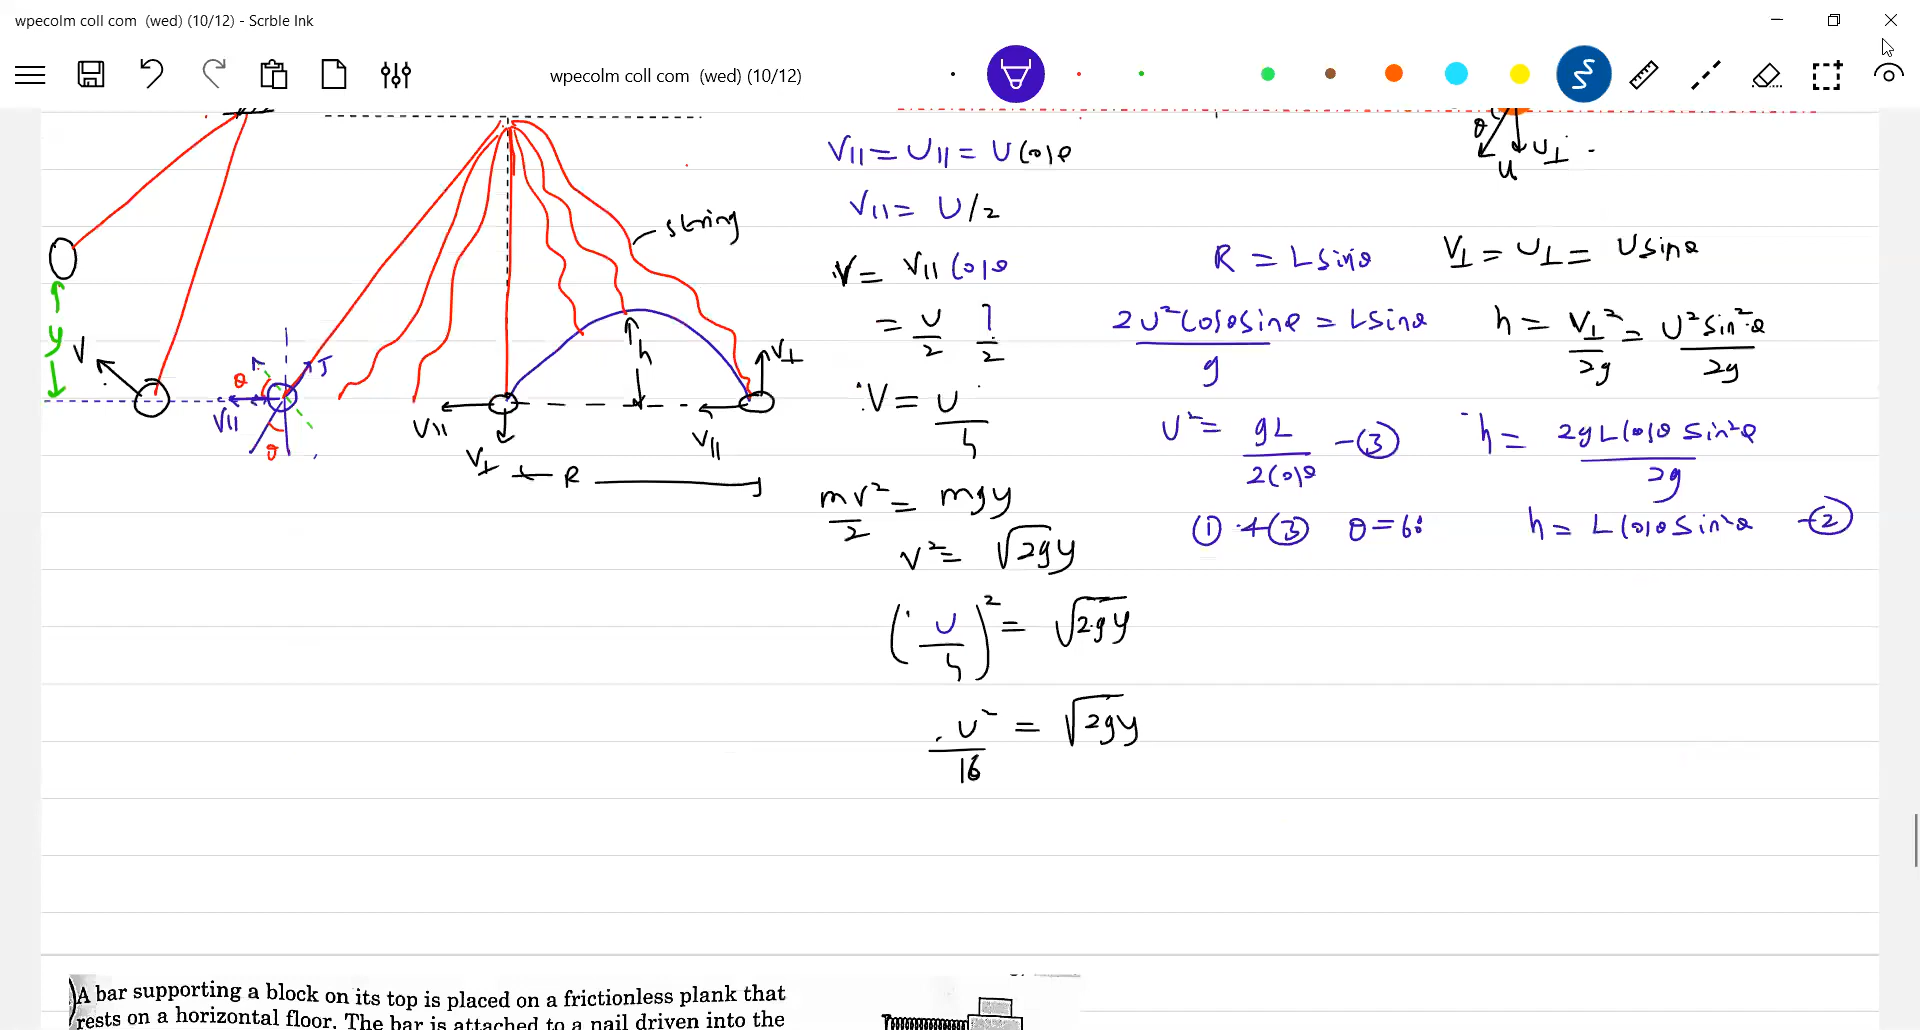 wpecolm coll com (wed) (10/12) - Scrble Ink
wpecolm coll com (wed) (10/12)
V|| = U|| = U cosθ
V|| = U/2
V = V|| cosθ
= U/2 1/2
V = U/4
mv²/2 = mgy
v² = √2gy
(U/4)² = √2gy
U²/16 = √2gy
R = L sinθ
2U² cosθ sinθ/g = L sinθ
U² = gL/2cosθ -(3)
(1) + (3) θ = 60
θ
U⊥
U
V⊥ = U⊥ = U sinθ
h = V⊥²/2g = U² sin²θ/2g
h = 2gL cosθ sin²θ/2g
h = L cosθ sin²θ -(2)
string
y
V
θ
J
V||
θ
h
V⊥
V||
V⊥
V||
R
A bar supporting a block on its top is placed on a frictionless plank that
rests on a horizontal floor. The bar is attached to a nail driven into the